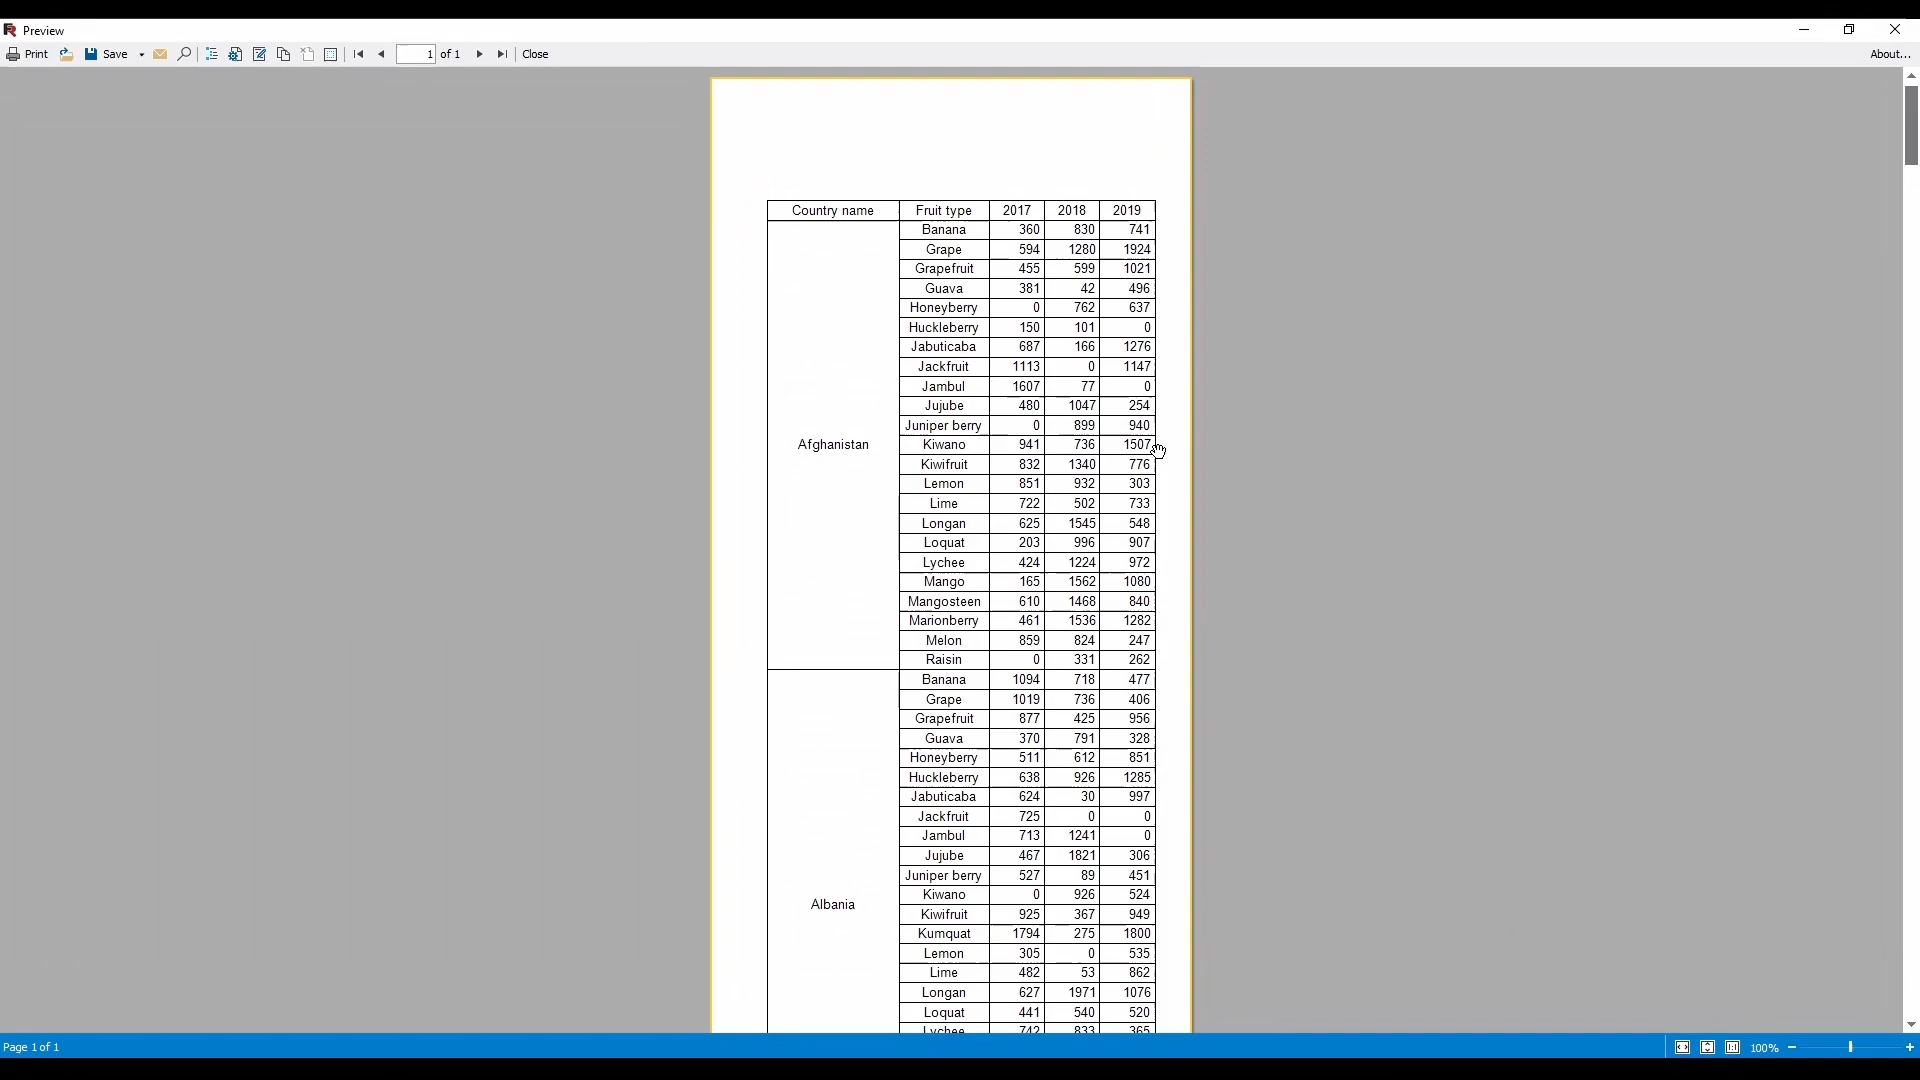 Preview
Print Save 1 of 1 Close About...
Country name Fruit type 2017 2018 2019
Banana 360 830 741
Grape 594 1280 1924
Grapefruit 455 599 1021
Guava 381 42 496
Honeyberry 0 762 637
Huckleberry 150 101 0
Jabuticaba 687 166 1276
Jackfruit 1113 0 1147
Jambul 1607 77 0
Jujube 480 1047 254
Juniper berry 0 899 940
Afghanistan Kiwano 941 736 1507
Kiwifruit 832 1340 776
Lemon 851 932 303
Lime 722 502 733
Longan 625 1545 548
Loquat 203 996 907
Lychee 424 1224 972
Mango 165 1562 1080
Mangosteen 610 1468 840
Marionberry 461 1536 1282
Melon 859 824 247
Raisin 0 331 262
Banana 1094 718 477
Grape 1019 736 406
Grapefruit 877 425 956
Guava 370 791 328
Honeyberry 511 612 851
Huckleberry 638 926 1285
Jabuticaba 624 30 997
Jackfruit 725 0 0
Jambul 713 1241 0
Jujube 467 1821 306
Juniper berry 527 89 451
Kiwano 0 926 524
Albania
Kiwifruit 925 367 949
Kumquat 1794 275 1800
Lemon 305 0 535
Lime 482 53 862
Longan 627 1971 1076
Loquat 441 540 520
Lychee 742 833 365
Page 1 of 1 100%